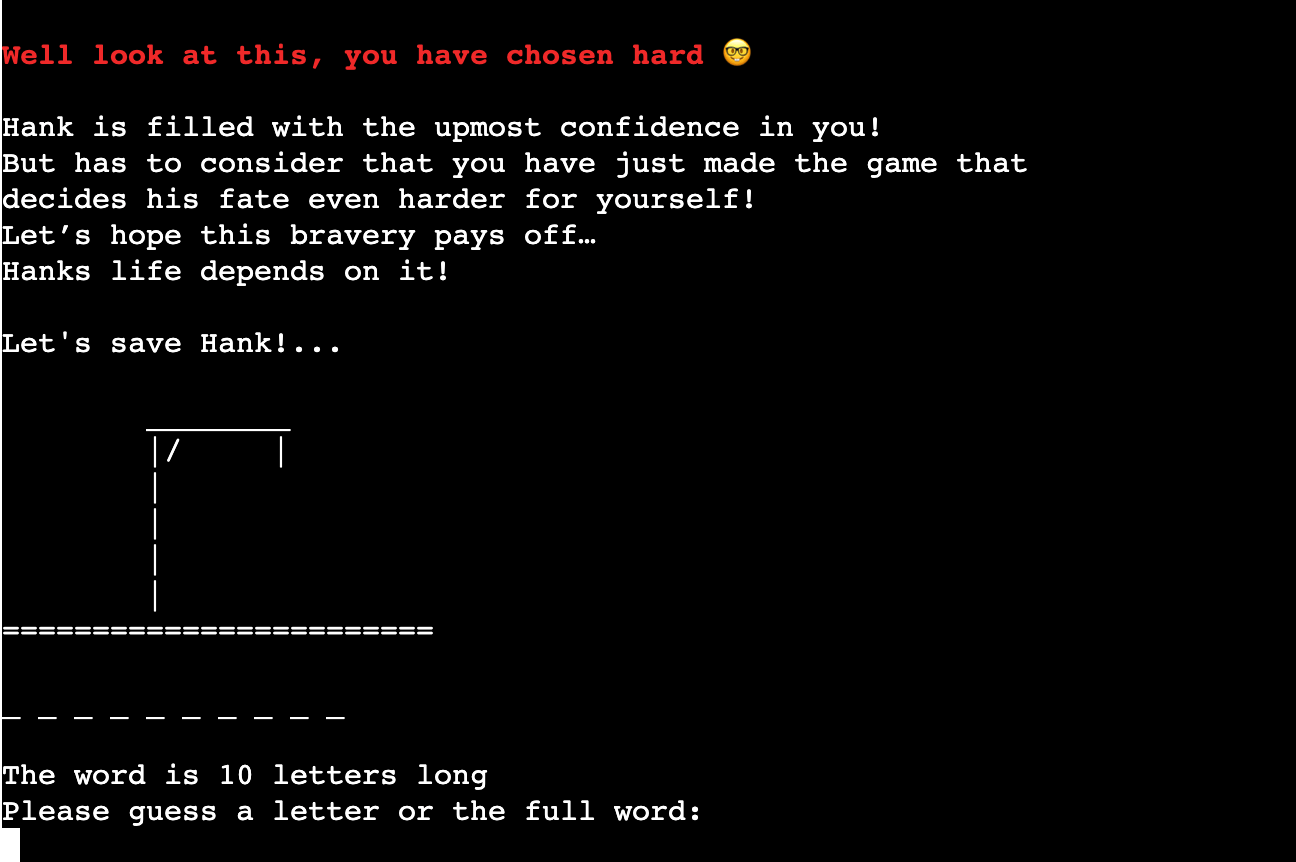 Well look at this, you have chosen hard 🤓
Hank is filled with the upmost confidence in you!
But has to consider that you have just made the game that
decides his fate even harder for yourself!
Let’s hope this bravery pays off…
Hanks life depends on it!
Let's save Hank!...
________
|/      |
|
|
|
|
========================
_ _ _ _ _ _ _ _ _ _
The word is 10 letters long
Please guess a letter or the full word: